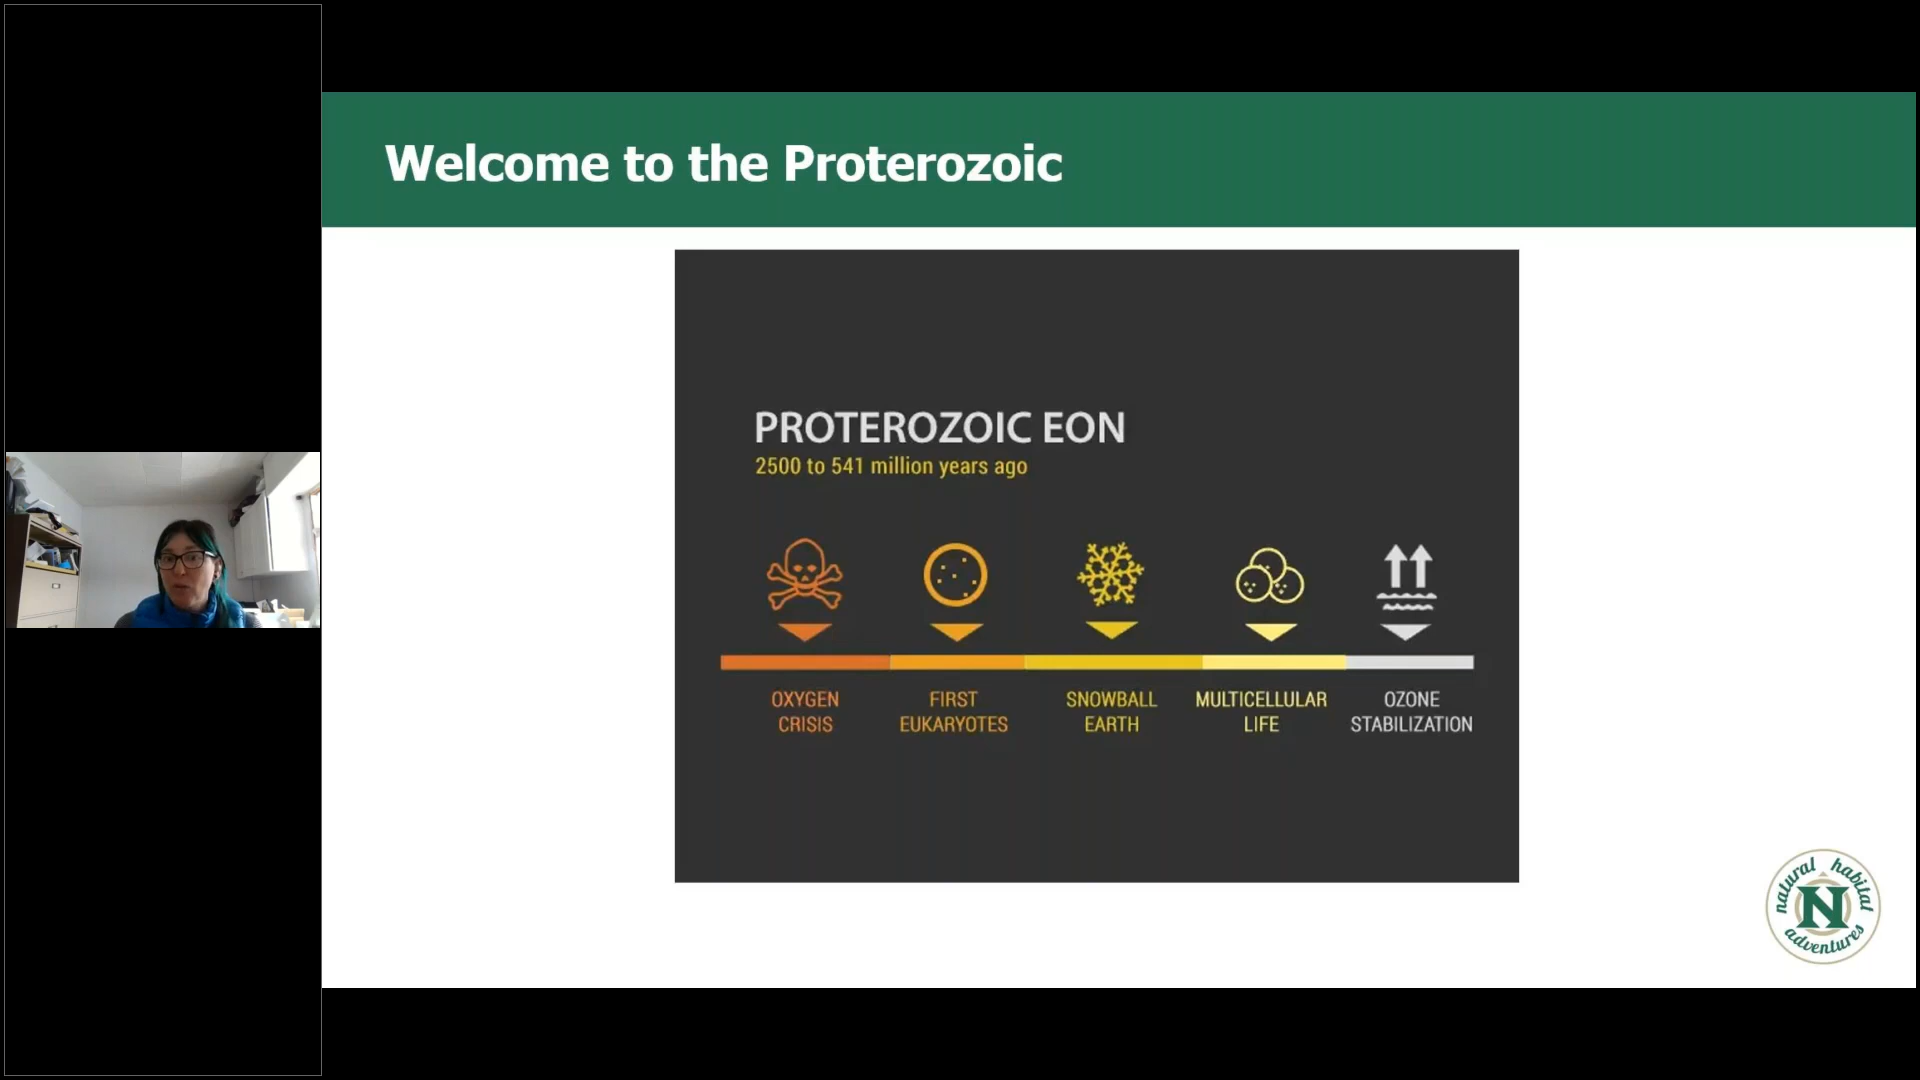 Welcome to the Proterozoic
PROTEROZOIC EON
2500 to 541 million years ago
OXYGEN
CRISIS
FIRST
EUKARYOTES
SNOWBALL
EARTH
MULTICELLULAR
LIFE
OZONE
STABILIZATION
natural habitat
N
adventures